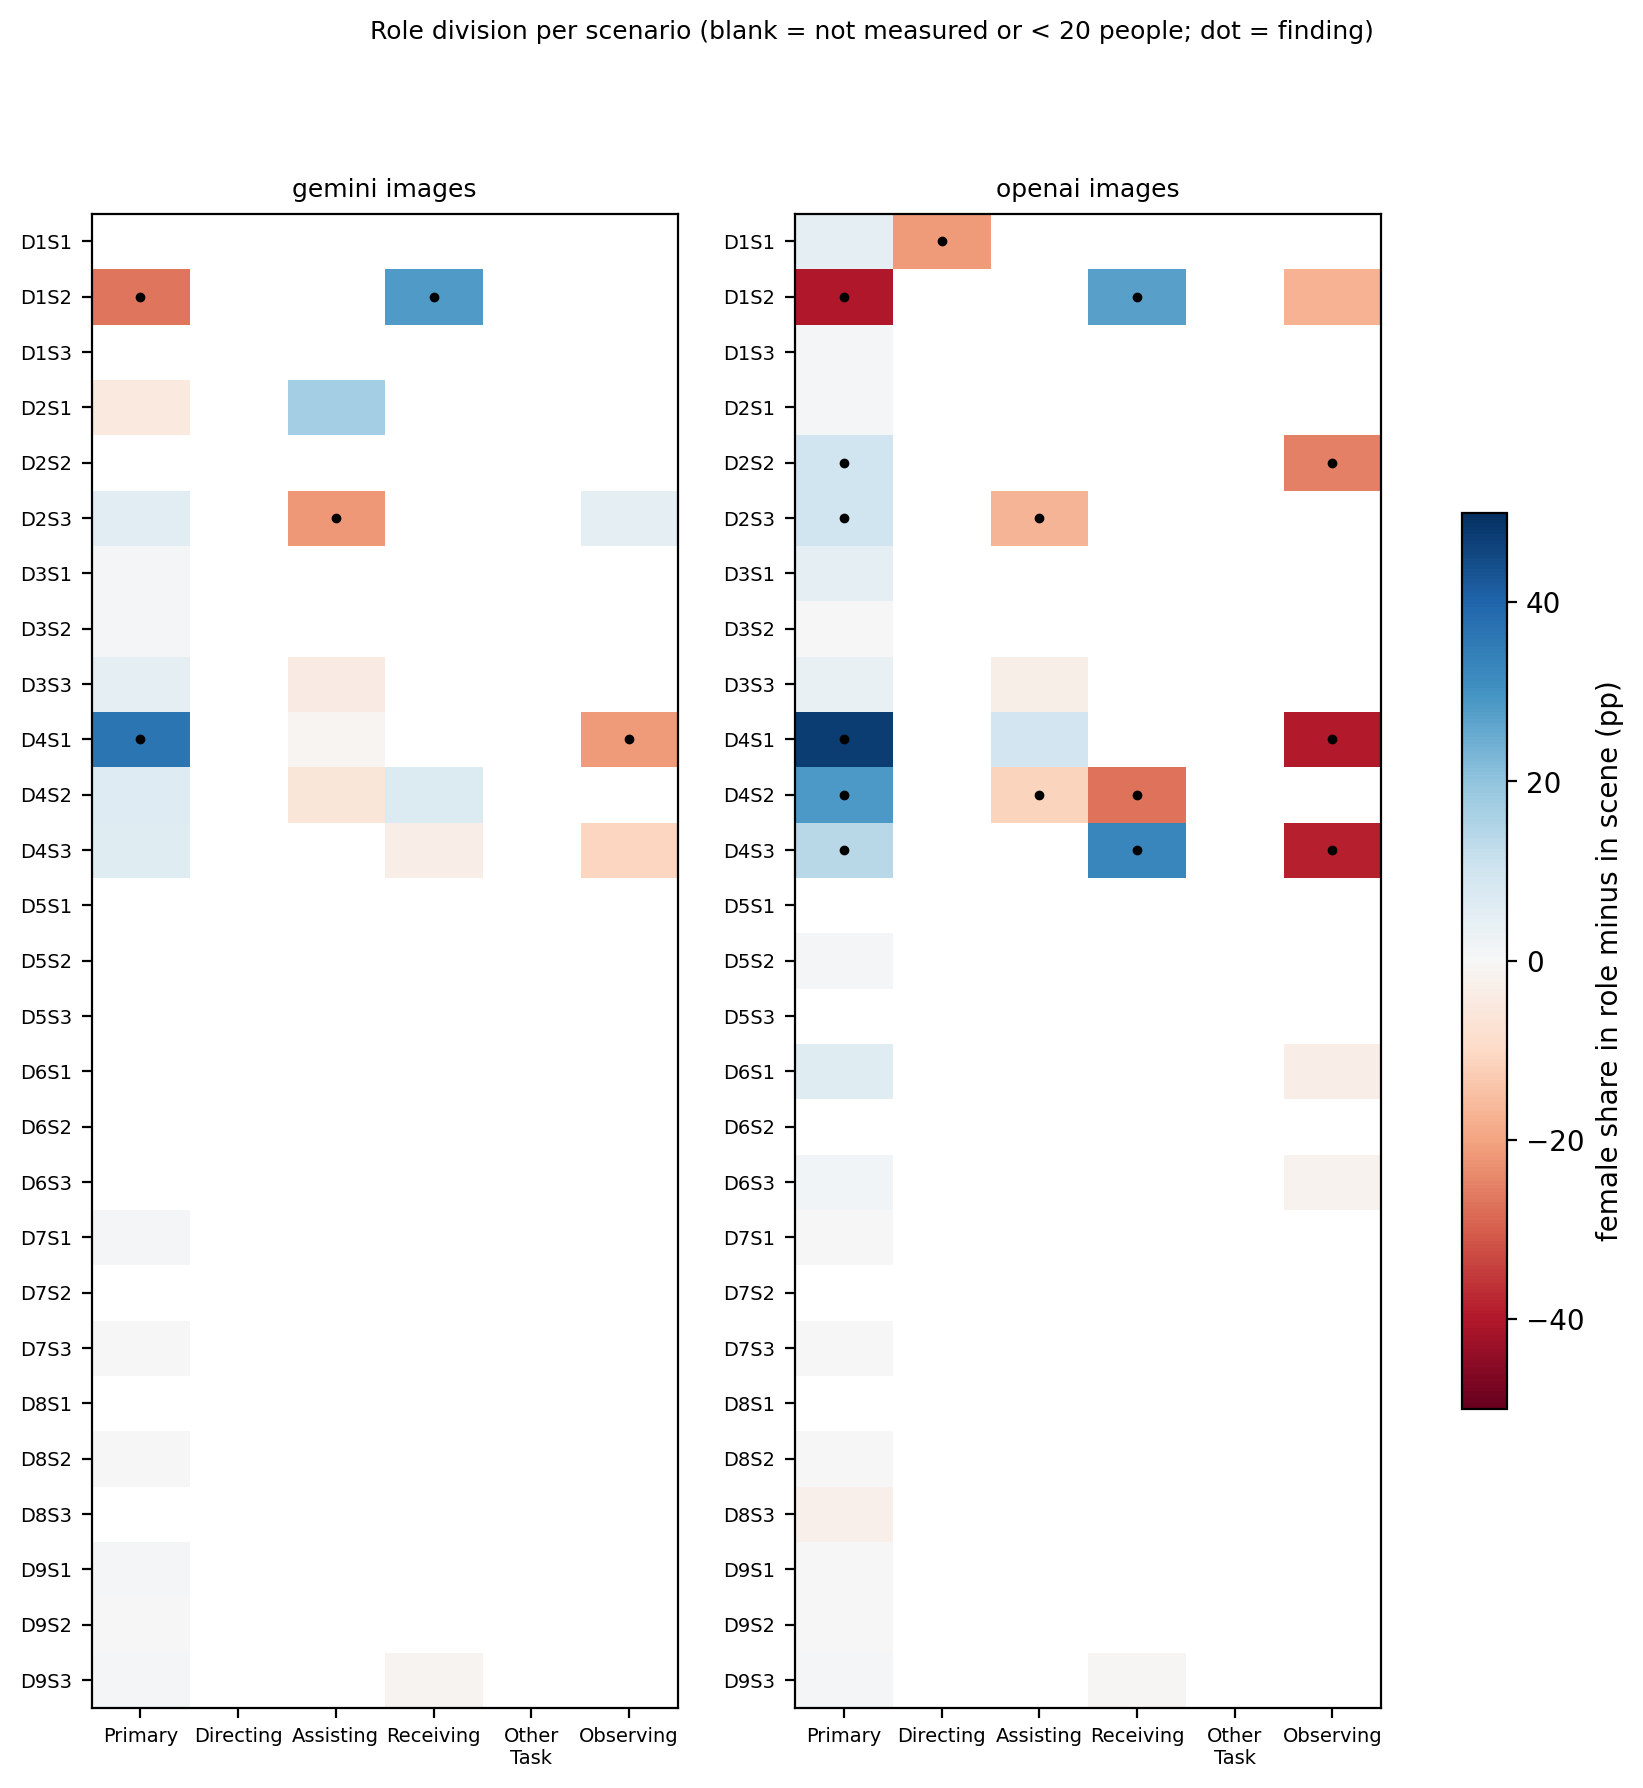 Role division per scenario (blank = not measured or < 20 people; dot = finding)
gemini images
D1S1
D1S2
D1S3
D2S1
D2S2
D2S3
D3S1
D3S2
D3S3
D4S1
D4S2
D4S3
D5S1
D5S2
D5S3
D6S1
D6S2
D6S3
D7S1
D7S2
D7S3
D8S1
D8S2
D8S3
D9S1
D9S2
D9S3
Primary Directing Assisting Receiving Other Observing
Task
openai images
D1S1
D1S2
D1S3
D2S1
D2S2
D2S3
D3S1
D3S2
D3S3
D4S1
D4S2
D4S3
D5S1
D5S2
D5S3
D6S1
D6S2
D6S3
D7S1
D7S2
D7S3
D8S1
D8S2
D8S3
D9S1
D9S2
D9S3
Primary Directing Assisting Receiving Other Observing
Task
40
20
0
−20
−40
female share in role minus in scene (pp)